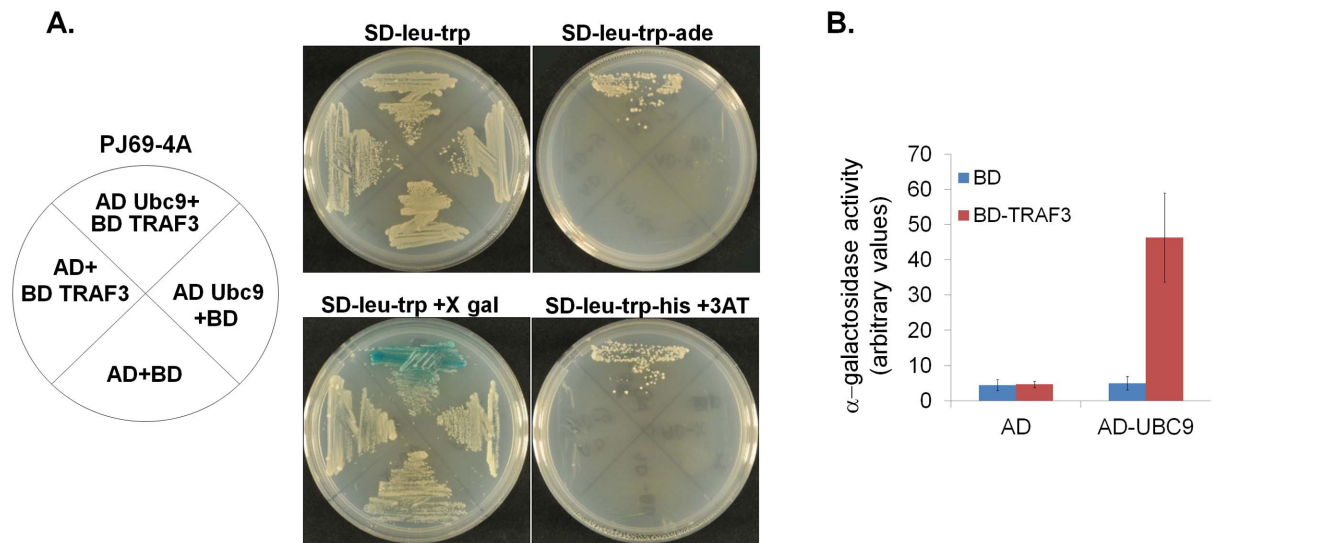 A.
PJ69-4A
AD Ubc9+
BD TRAF3
AD+
BD TRAF3
AD Ubc9
+BD
AD+BD
SD-leu-trp
SD-leu-trp-ade
SD-leu-trp +X gal
SD-leu-trp-his +3AT
B.
α–galactosidase activity
(arbitrary values)
70
60
50
40
30
20
10
0
BD
BD-TRAF3
AD
AD-UBC9